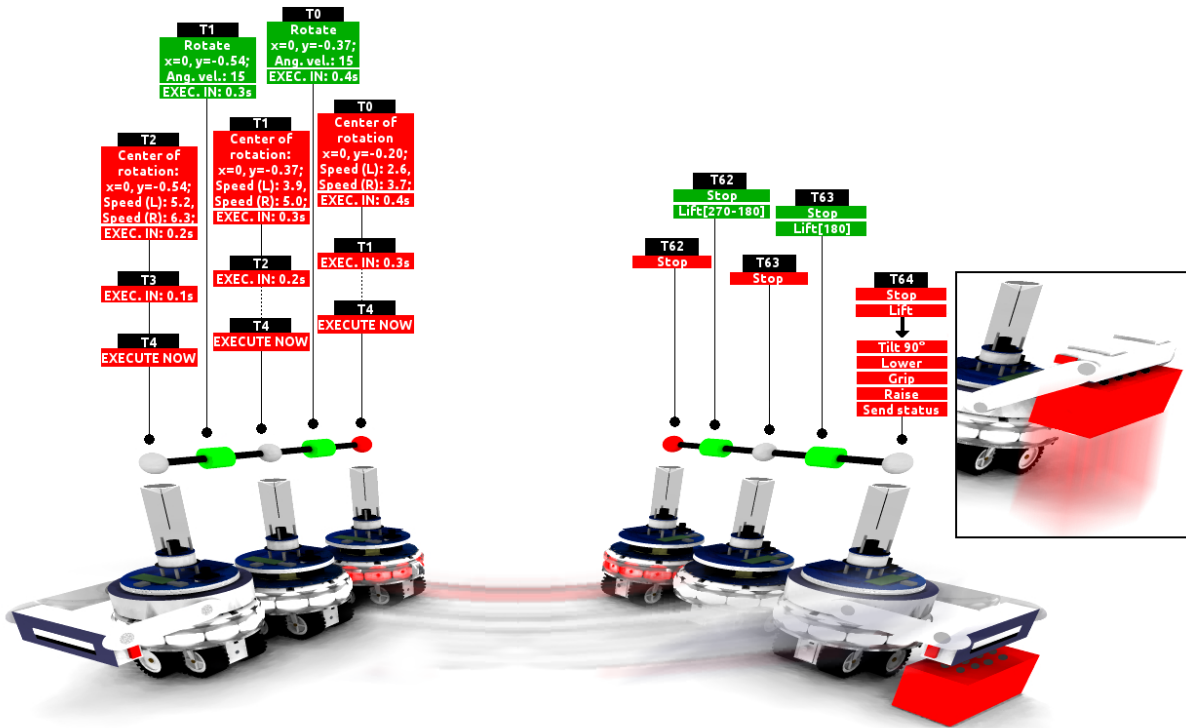 T1
Rotate
x=0, y=-0.54;
Ang. vel.: 15
EXEC. IN: 0.3s
T0
Rotate
x=0, y=-0.37;
Ang. vel.: 15
EXEC. IN: 0.4s
T2
Center of
rotation:
x=0, y=-0.54;
Speed (L): 5.2,
Speed (R): 6.3;
EXEC. IN: 0.2s
T3
EXEC. IN: 0.1s
T4
EXECUTE NOW
T1
Center of
rotation:
x=0, y=-0.37;
Speed (L): 3.9,
Speed (R): 5.0;
EXEC. IN: 0.3s
T2
EXEC. IN: 0.2s
T4
EXECUTE NOW
T0
Center of
rotation
x=0, y=-0.20;
Speed (L): 2.6,
Speed (R): 3.7;
EXEC. IN: 0.4s
T1
EXEC. IN: 0.3s
T4
EXECUTE NOW
T62
Stop
T62
Stop
Lift[270-180]
T63
Stop
T63
Stop
Lift[180]
T64
Stop
Lift
Tilt 90°
Lower
Grip
Raise
Send status